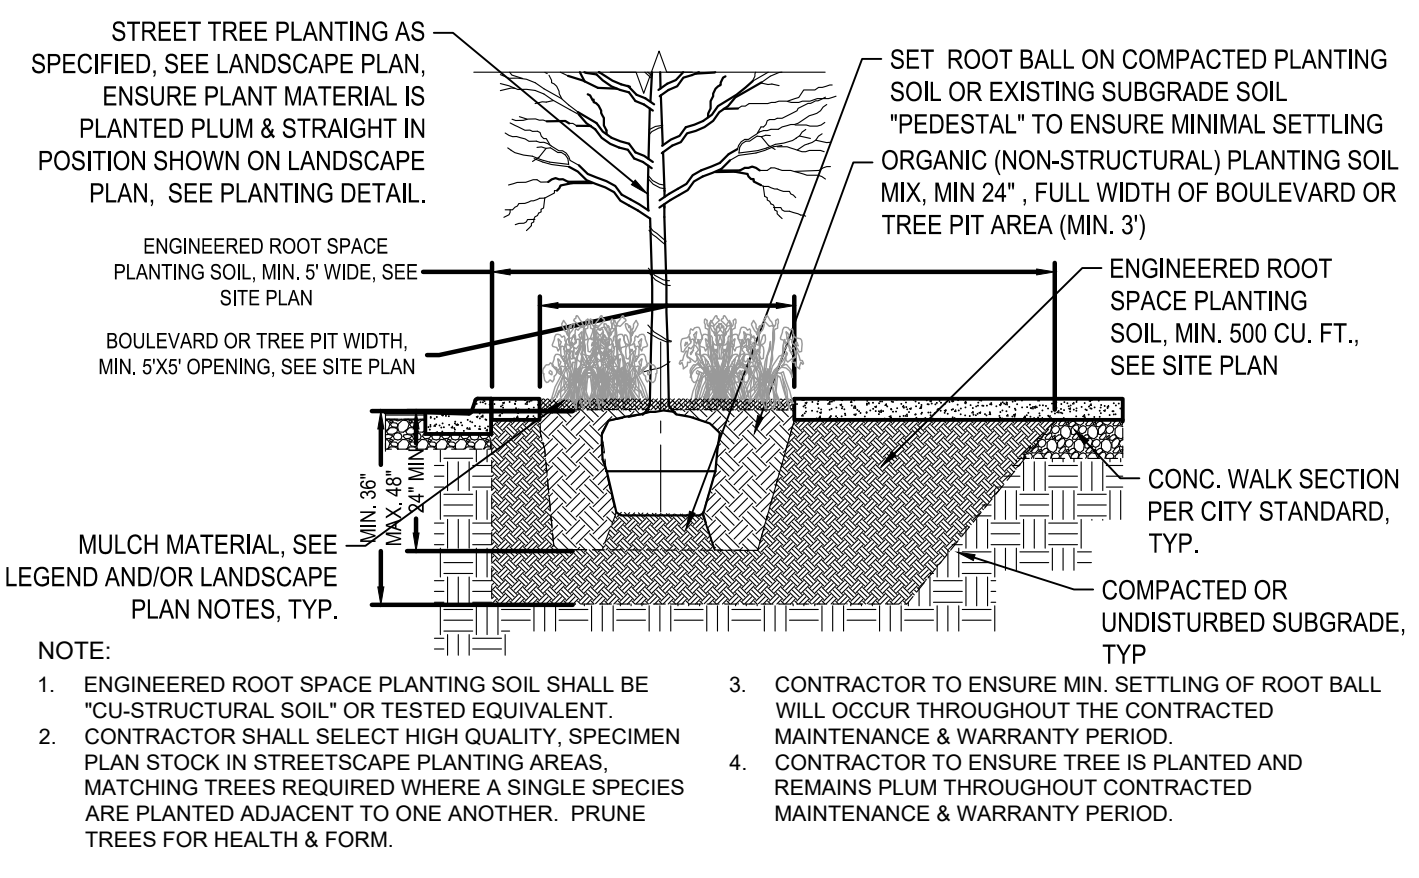 STREET TREE PLANTING AS
SPECIFIED, SEE LANDSCAPE PLAN,
ENSURE PLANT MATERIAL IS
PLANTED PLUM & STRAIGHT IN
POSITION SHOWN ON LANDSCAPE
PLAN, SEE PLANTING DETAIL.
ENGINEERED ROOT SPACE
PLANTING SOIL, MIN. 5' WIDE, SEE
SITE PLAN
BOULEVARD OR TREE PIT WIDTH,
MIN. 5'X5' OPENING, SEE SITE PLAN
SET ROOT BALL ON COMPACTED PLANTING
SOIL OR EXISTING SUBGRADE SOIL
"PEDESTAL" TO ENSURE MINIMAL SETTLING
ORGANIC (NON-STRUCTURAL) PLANTING SOIL
MIX, MIN 24" , FULL WIDTH OF BOULEVARD OR
TREE PIT AREA (MIN. 3')
ENGINEERED ROOT
SPACE PLANTING
SOIL, MIN. 500 CU. FT.,
SEE SITE PLAN
MIN. 36"
MAX. 48"
24" MIN
MULCH MATERIAL, SEE
LEGEND AND/OR LANDSCAPE
PLAN NOTES, TYP.
CONC. WALK SECTION
PER CITY STANDARD,
TYP.
COMPACTED OR
UNDISTURBED SUBGRADE,
TYP
NOTE:
1. ENGINEERED ROOT SPACE PLANTING SOIL SHALL BE
"CU-STRUCTURAL SOIL" OR TESTED EQUIVALENT.
2. CONTRACTOR SHALL SELECT HIGH QUALITY, SPECIMEN
PLAN STOCK IN STREETSCAPE PLANTING AREAS,
MATCHING TREES REQUIRED WHERE A SINGLE SPECIES
ARE PLANTED ADJACENT TO ONE ANOTHER. PRUNE
TREES FOR HEALTH & FORM.
3. CONTRACTOR TO ENSURE MIN. SETTLING OF ROOT BALL
WILL OCCUR THROUGHOUT THE CONTRACTED
MAINTENANCE & WARRANTY PERIOD.
4. CONTRACTOR TO ENSURE TREE IS PLANTED AND
REMAINS PLUM THROUGHOUT CONTRACTED
MAINTENANCE & WARRANTY PERIOD.